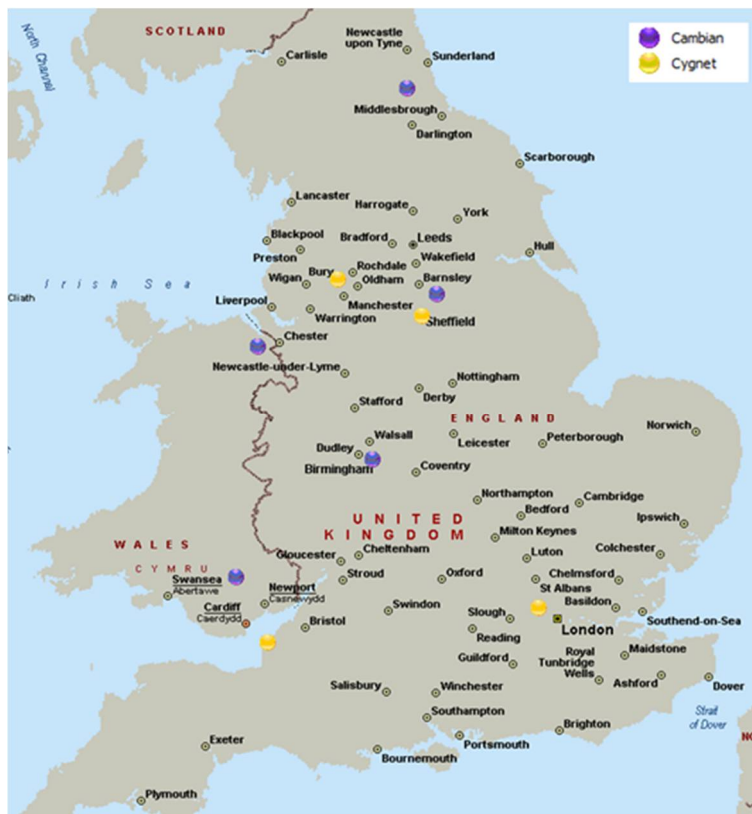 SCOTLAND
North Channel
Newcastle
upon Tyne
Carlisle
Sunderland
Cambian
Cygnet
Middlesbrough
Darlington
Scarborough
Lancaster
Harrogate
York
Blackpool
Bradford
Leeds
Preston
Hull
Wakefield
Rochdale
Bury
Wigan
Oldham
Barnsley
Irish Sea
Cliath
Liverpool
Manchester
Warrington
Sheffield
Chester
Newcastle-under-Lyme
Nottingham
Derby
Stafford
ENGLAND
Norwich
Walsall
Leicester
Peterborough
Dudley
Birmingham
Coventry
Northampton
Cambridge
Bedford
Ipswich
UNITED
KINGDOM
Milton Keynes
WALES
CYMRU
Colchester
Luton
Cheltenham
Gloucester
Swansea
Abertawe
Stroud
Oxford
Chelmsford
St Albans
Newport
Casnewydd
Cardiff
Caerdydd
Swindon
Slough
Basildon
Southend-on-Sea
London
Bristol
Reading
Guildford
Royal
Tunbridge
Wells
Maidstone
Ashford
Dover
Salisbury
Winchester
Strait
of Dover
Southampton
Brighton
Portsmouth
Bournemouth
Exeter
Plymouth
NO